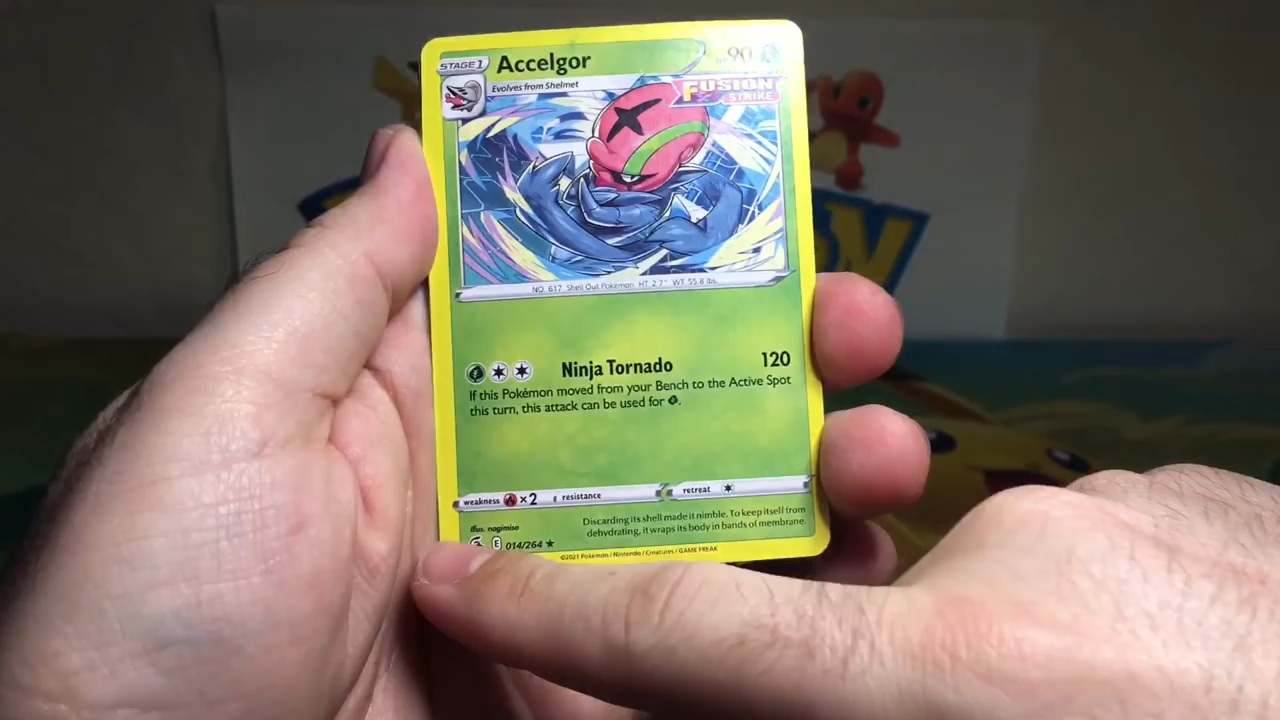 STAGE 1 Accelgor 90
Evolves from Shelmet
FUSION
STRIKE
NO. 617 Shell Out Pokémon HT. 2'7" WT. 55.8 lbs.
Ninja Tornado 120
If this Pokémon moved from your Bench to the Active Spot
this turn, this attack can be used for
weakness ×2 resistance retreat
Discarding its shell made it nimble. To keep itself from
dehydrating, it wraps its body in bands of membrane.
Illus. nagimiso
E 014/264 ★
©2021 Pokémon / Nintendo / Creatures / GAME FREAK